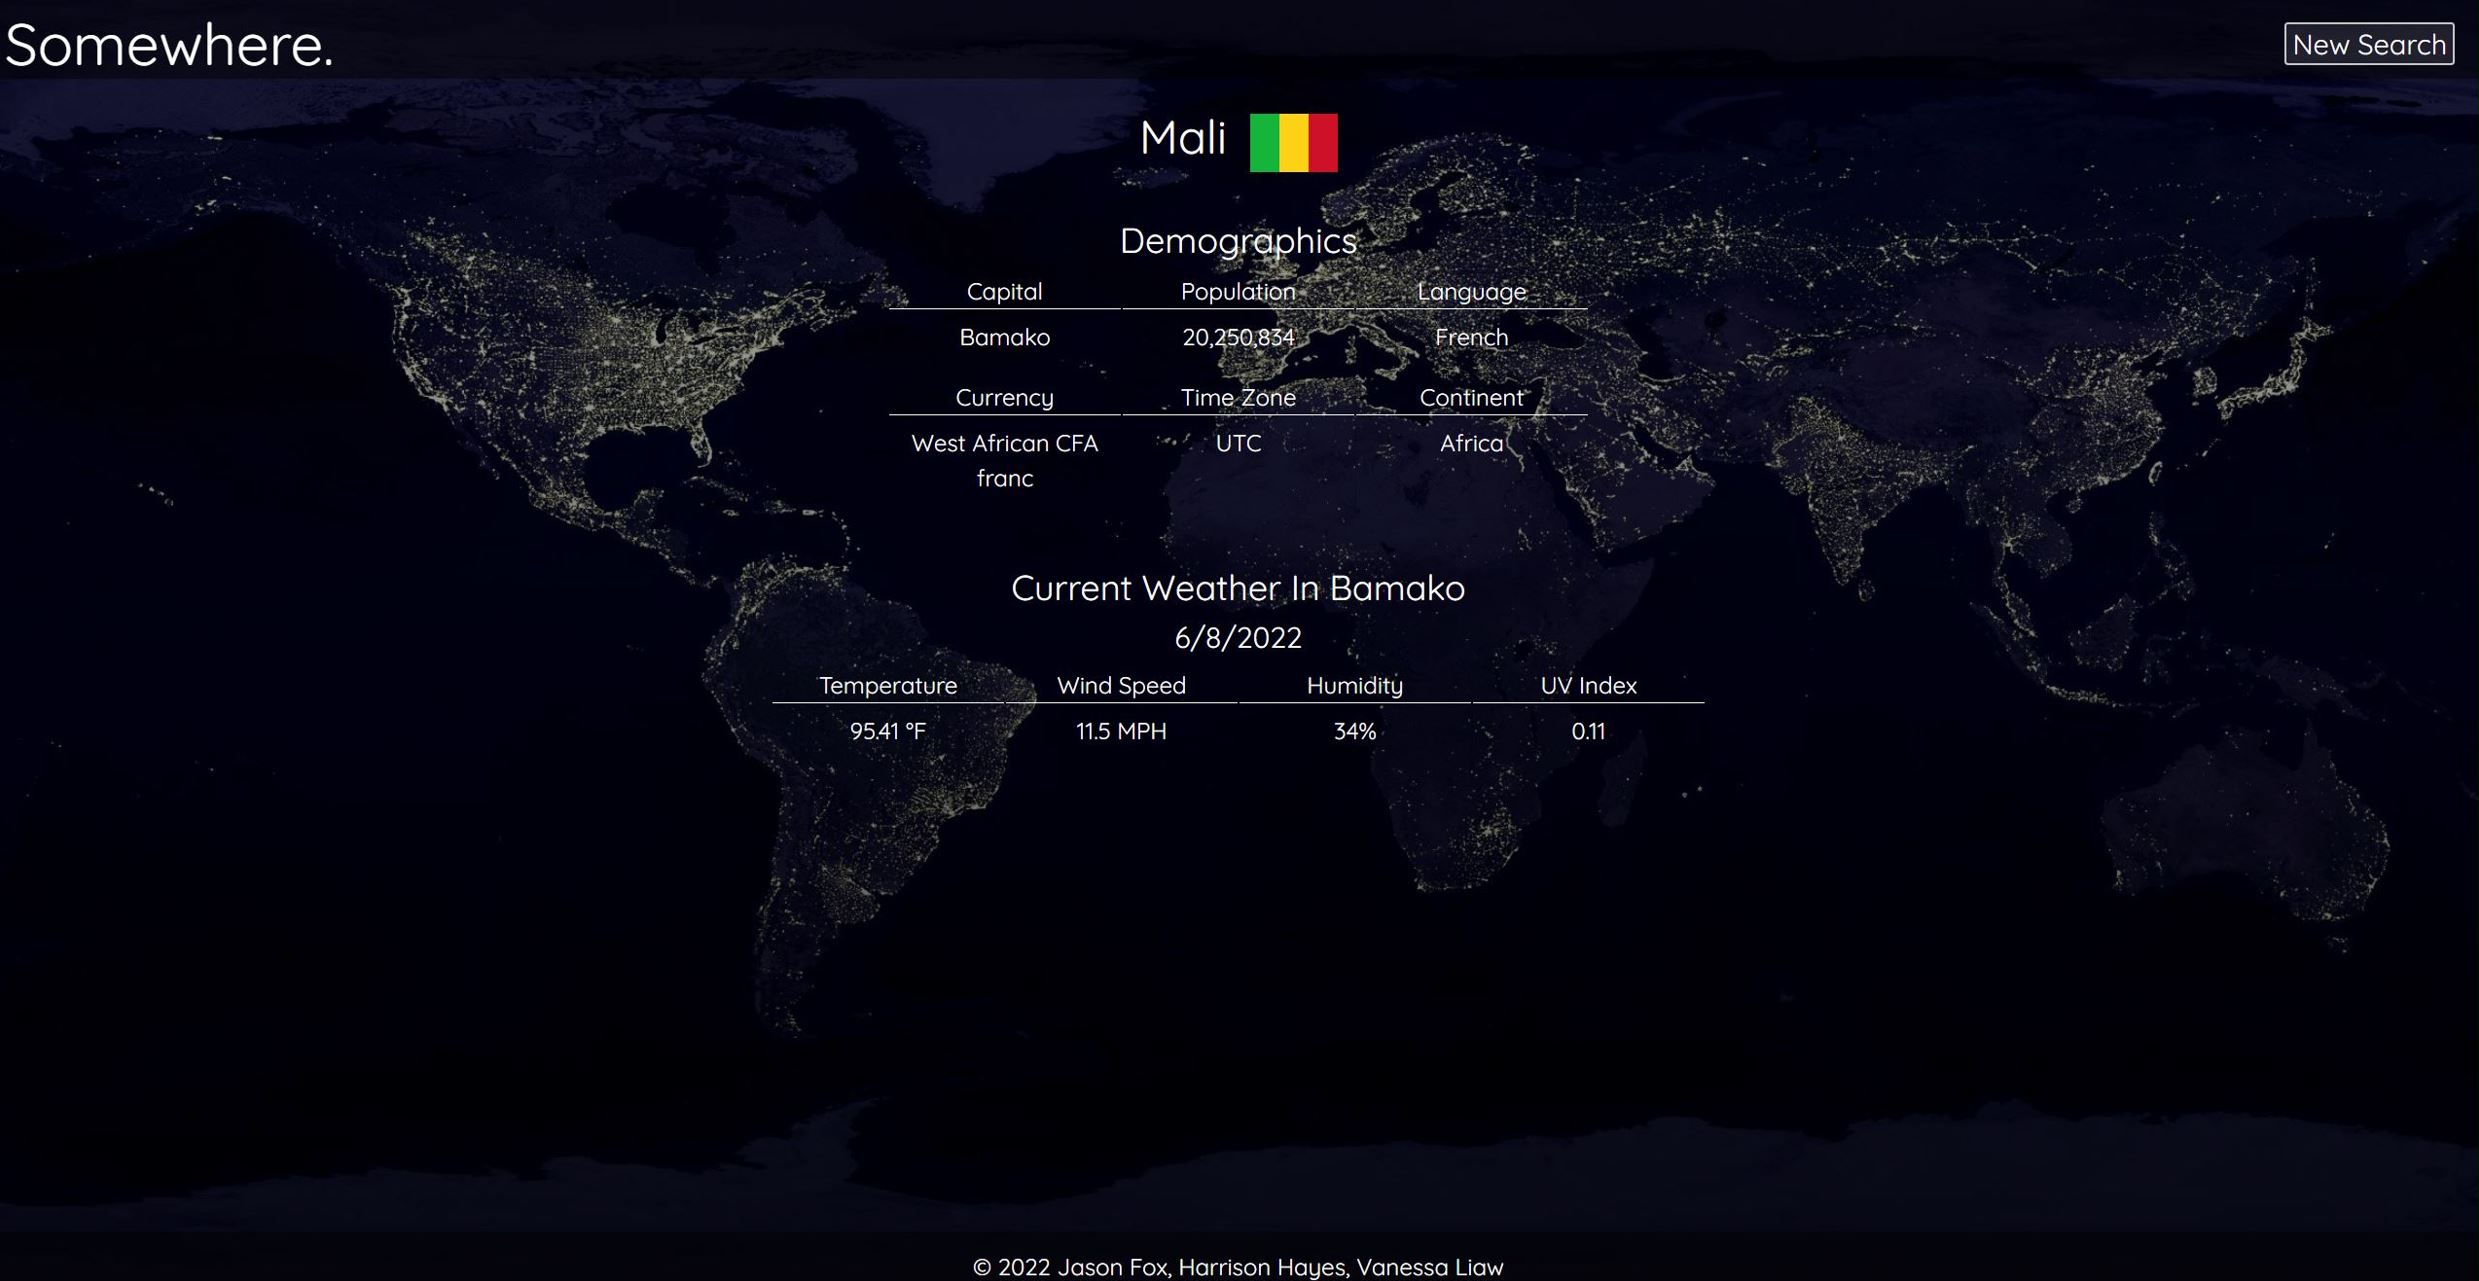 Somewhere.
New Search
Mali
Demographics
Capital Population Language
Bamako 20,250,834 French
Currency Time Zone Continent
West African CFA UTC Africa
franc
Current Weather In Bamako
6/8/2022
Temperature Wind Speed Humidity UV Index
95.41 °F 11.5 MPH 34% 0.11
© 2022 Jason Fox, Harrison Hayes, Vanessa Liaw